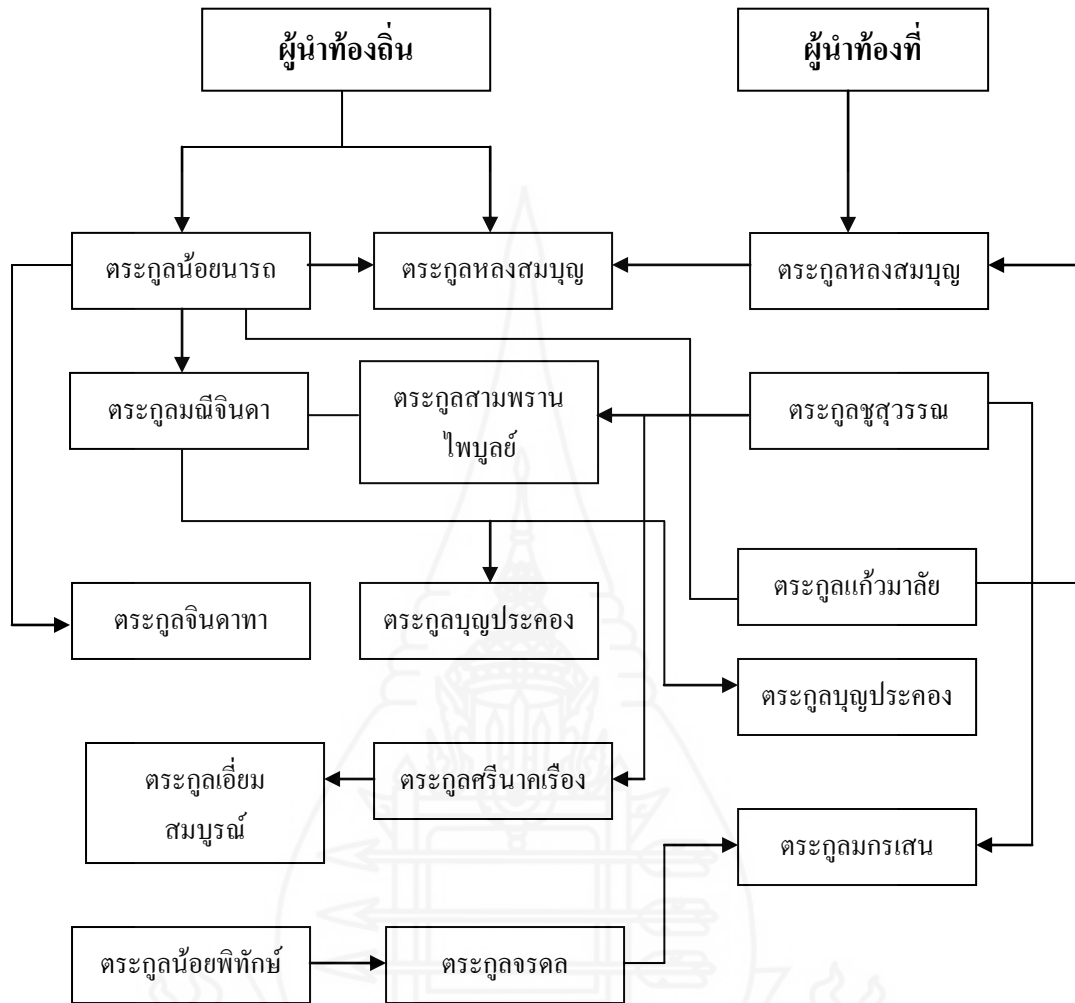 ผู้นำท้องถิ่น
ผู้นำท้องที่
ตระกูลน้อยนารถ
ตระกูลหลงสมบุญ
ตระกูลหลงสมบุญ
ตระกูลมณีจินดา
ตระกูลสามพราน
ไพบูลย์
ตระกูลชูสุวรรณ
ตระกูลแก้วมาลัย
ตระกูลจินดาทา
ตระกูลบุญประคอง
ตระกูลบุญประคอง
ตระกูลเอี่ยม
สมบูรณ์
ตระกูลศรีนาคเรือง
ตระกูลมกรเสน
ตระกูลน้อยพิทักษ์
ตระกูลจรดล